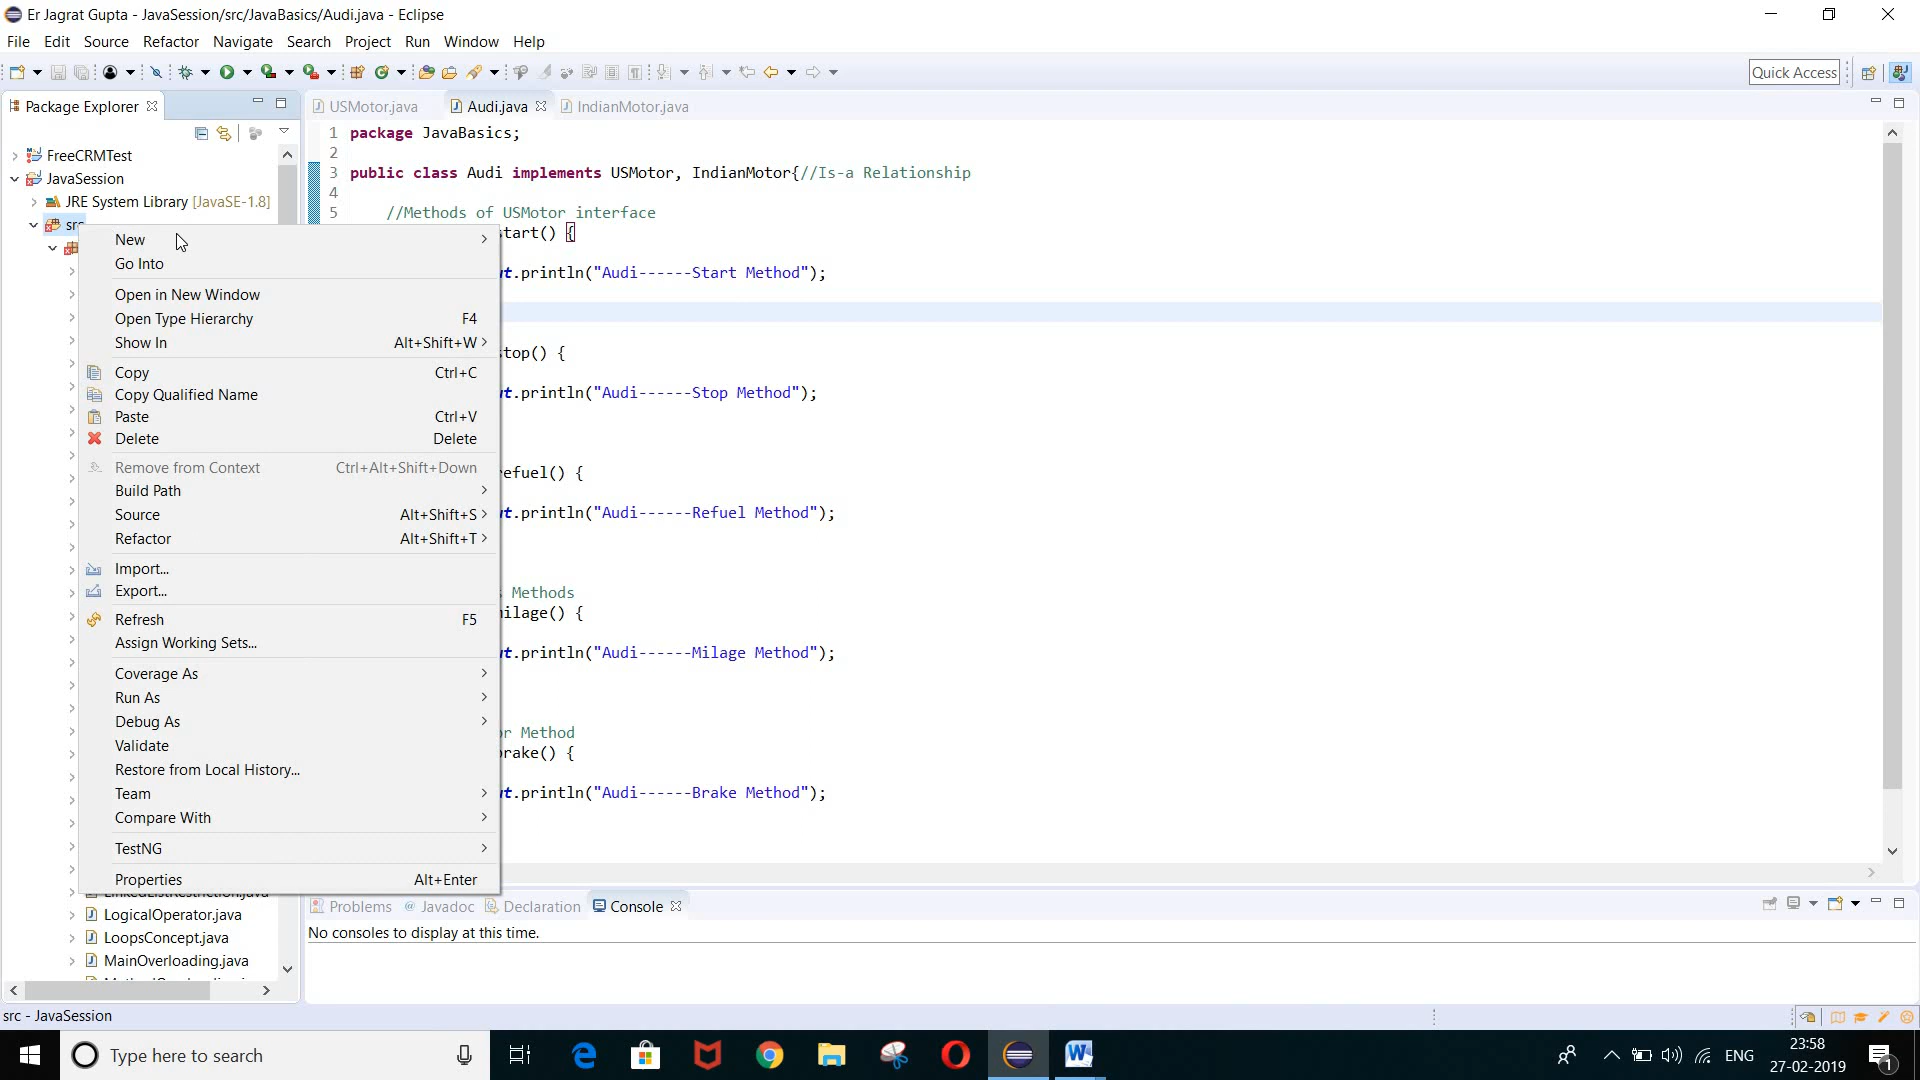 Er Jagrat Gupta - JavaSession/src/JavaBasics/Audi.java - Eclipse
File Edit Source Refactor Navigate Search Project Run Window Help
Quick Access
Package Explorer
USMotor.java Audi.java IndianMotor.java
FreeCRMTest
JavaSession
JRE System Library [JavaSE-1.8]
src
New
Go Into
Open in New Window
Open Type Hierarchy F4
Show In Alt+Shift+W
Copy Ctrl+C
Copy Qualified Name
Paste Ctrl+V
Delete Delete
Remove from Context Ctrl+Alt+Shift+Down
Build Path
Source Alt+Shift+S
Refactor Alt+Shift+T
Import...
Export...
Refresh F5
Assign Working Sets...
Coverage As
Run As
Debug As
Validate
Restore from Local History...
Team
Compare With
TestNG
Properties Alt+Enter
LogicalOperator.java
LoopsConcept.java
MainOverloading.java
1 package JavaBasics;
2
3 public class Audi implements USMotor, IndianMotor{//Is-a Relationship
4
5 //Methods of USMotor interface
tart() {
t.println("Audi------Start Method");
top() {
t.println("Audi------Stop Method");
efuel() {
t.println("Audi------Refuel Method");
Methods
ilage() {
t.println("Audi------Milage Method");
r Method
rake() {
t.println("Audi------Brake Method");
Problems @ Javadoc Declaration Console
No consoles to display at this time.
src - JavaSession
Type here to search
ENG
23:58
27-02-2019
1